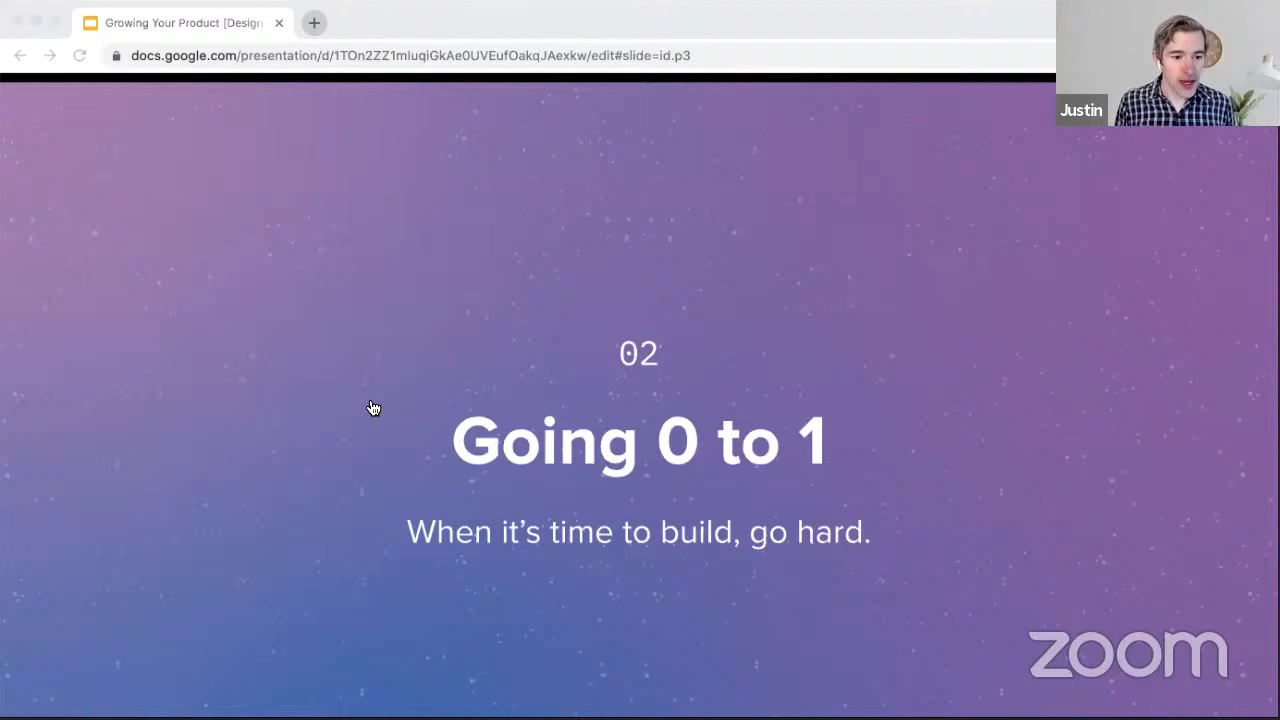 Growing Your Product [Design
docs.google.com/presentation/d/1TOn2ZZ1mIuqiGkAe0UVEufOakqJAexkw/edit#slide=id.p3
Justin
02
Going 0 to 1
When it's time to build, go hard.
zoom